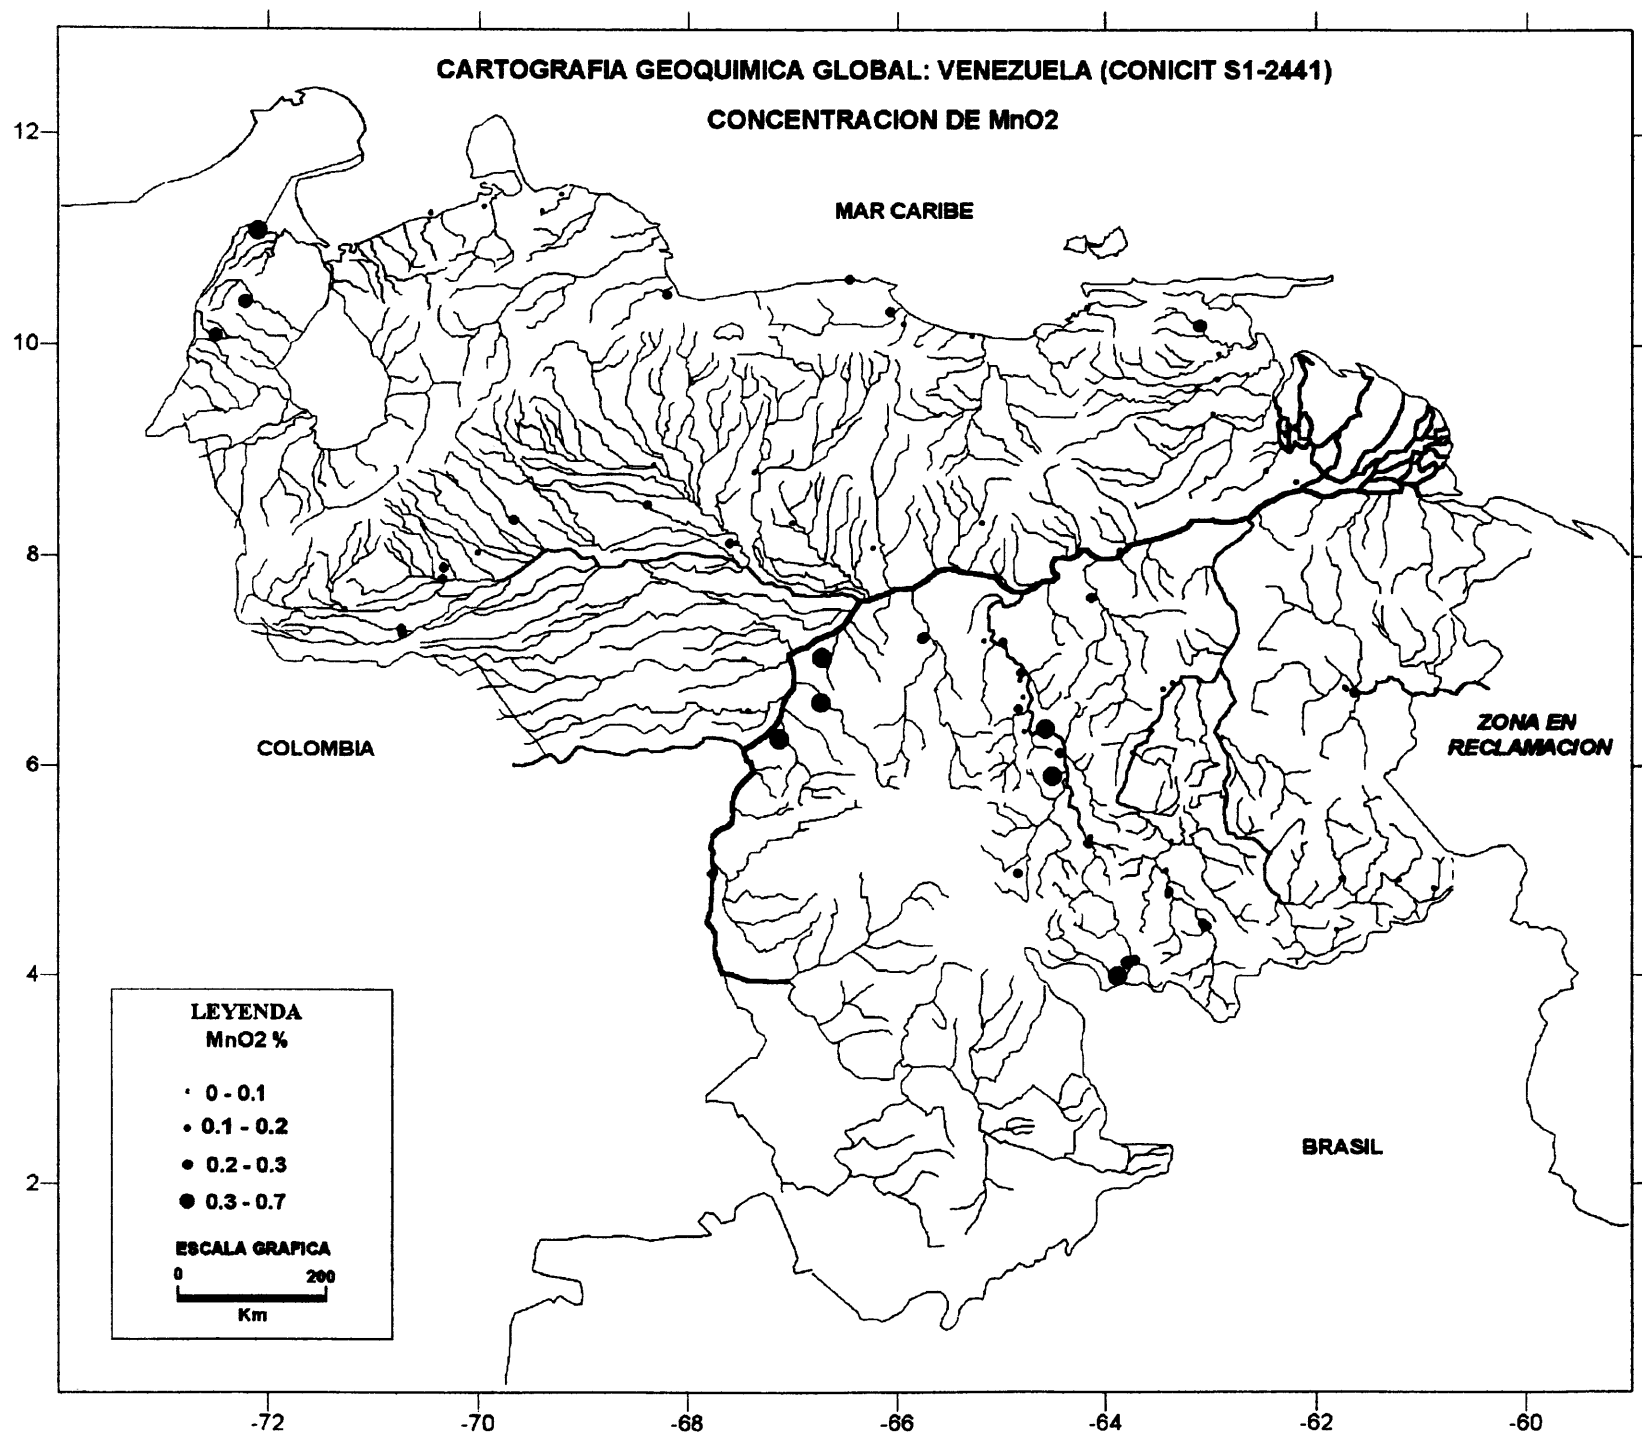 CARTOGRAFIA GEOQUIMICA GLOBAL: VENEZUELA (CONICIT S1-2441)
CONCENTRACION DE MnO2
12
MAR CARIBE
10
8
ZONA EN
RECLAMACION
COLOMBIA
6
4
LEYENDA
MnO2 %
0 - 0.1
0.1 - 0.2
0.2 - 0.3
0.3 - 0.7
BRASIL
2
ESCALA GRAFICA
0 200
Km
-72 -70 -68 -66 -64 -62 -60